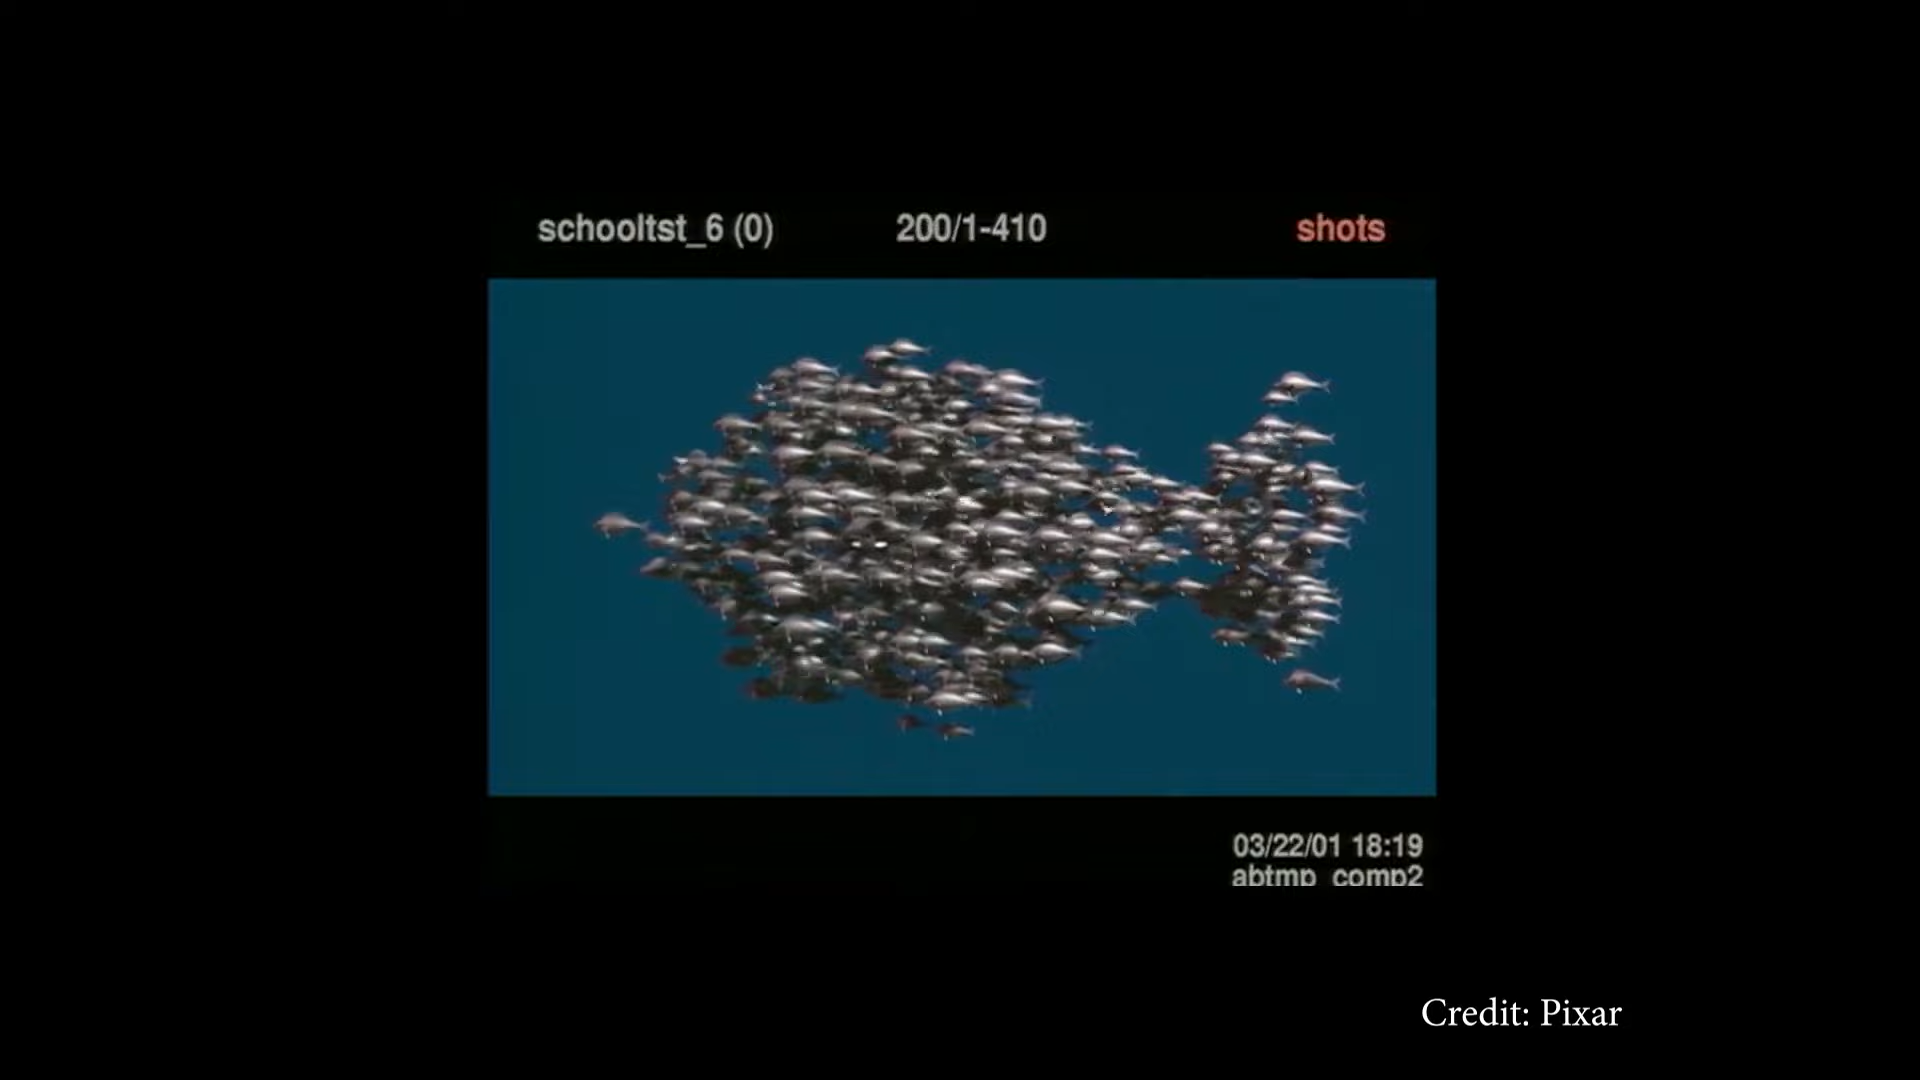 schooltst_6 (0) 200/1-410 shots
03/22/01 18:19
abtmp_comp2
Credit: Pixar